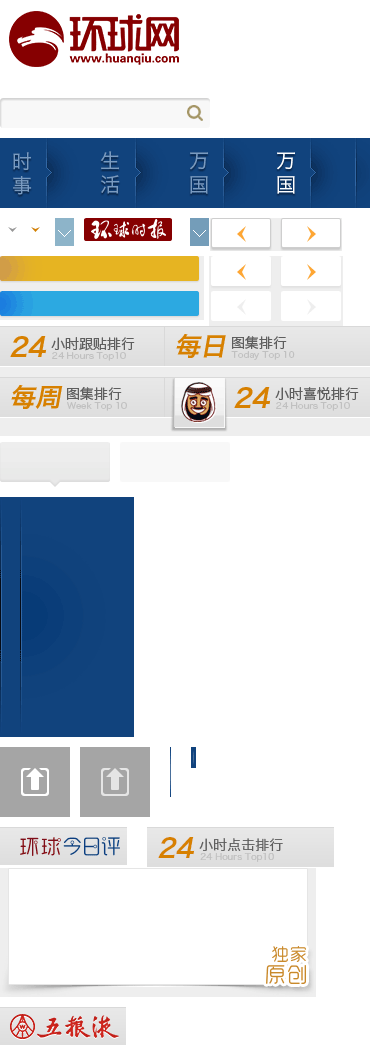 环球网
www.huanqiu.com
时事
生活
万国
万国
环球时报
24 小时跟贴排行
24 Hours Top10
每日 图集排行
Today Top 10
每周 图集排行
Week Top 10
24 小时喜悦排行
24 Hours Top10
环球今日评
24 小时点击排行
24 Hours Top10
独家
原创
五粮液